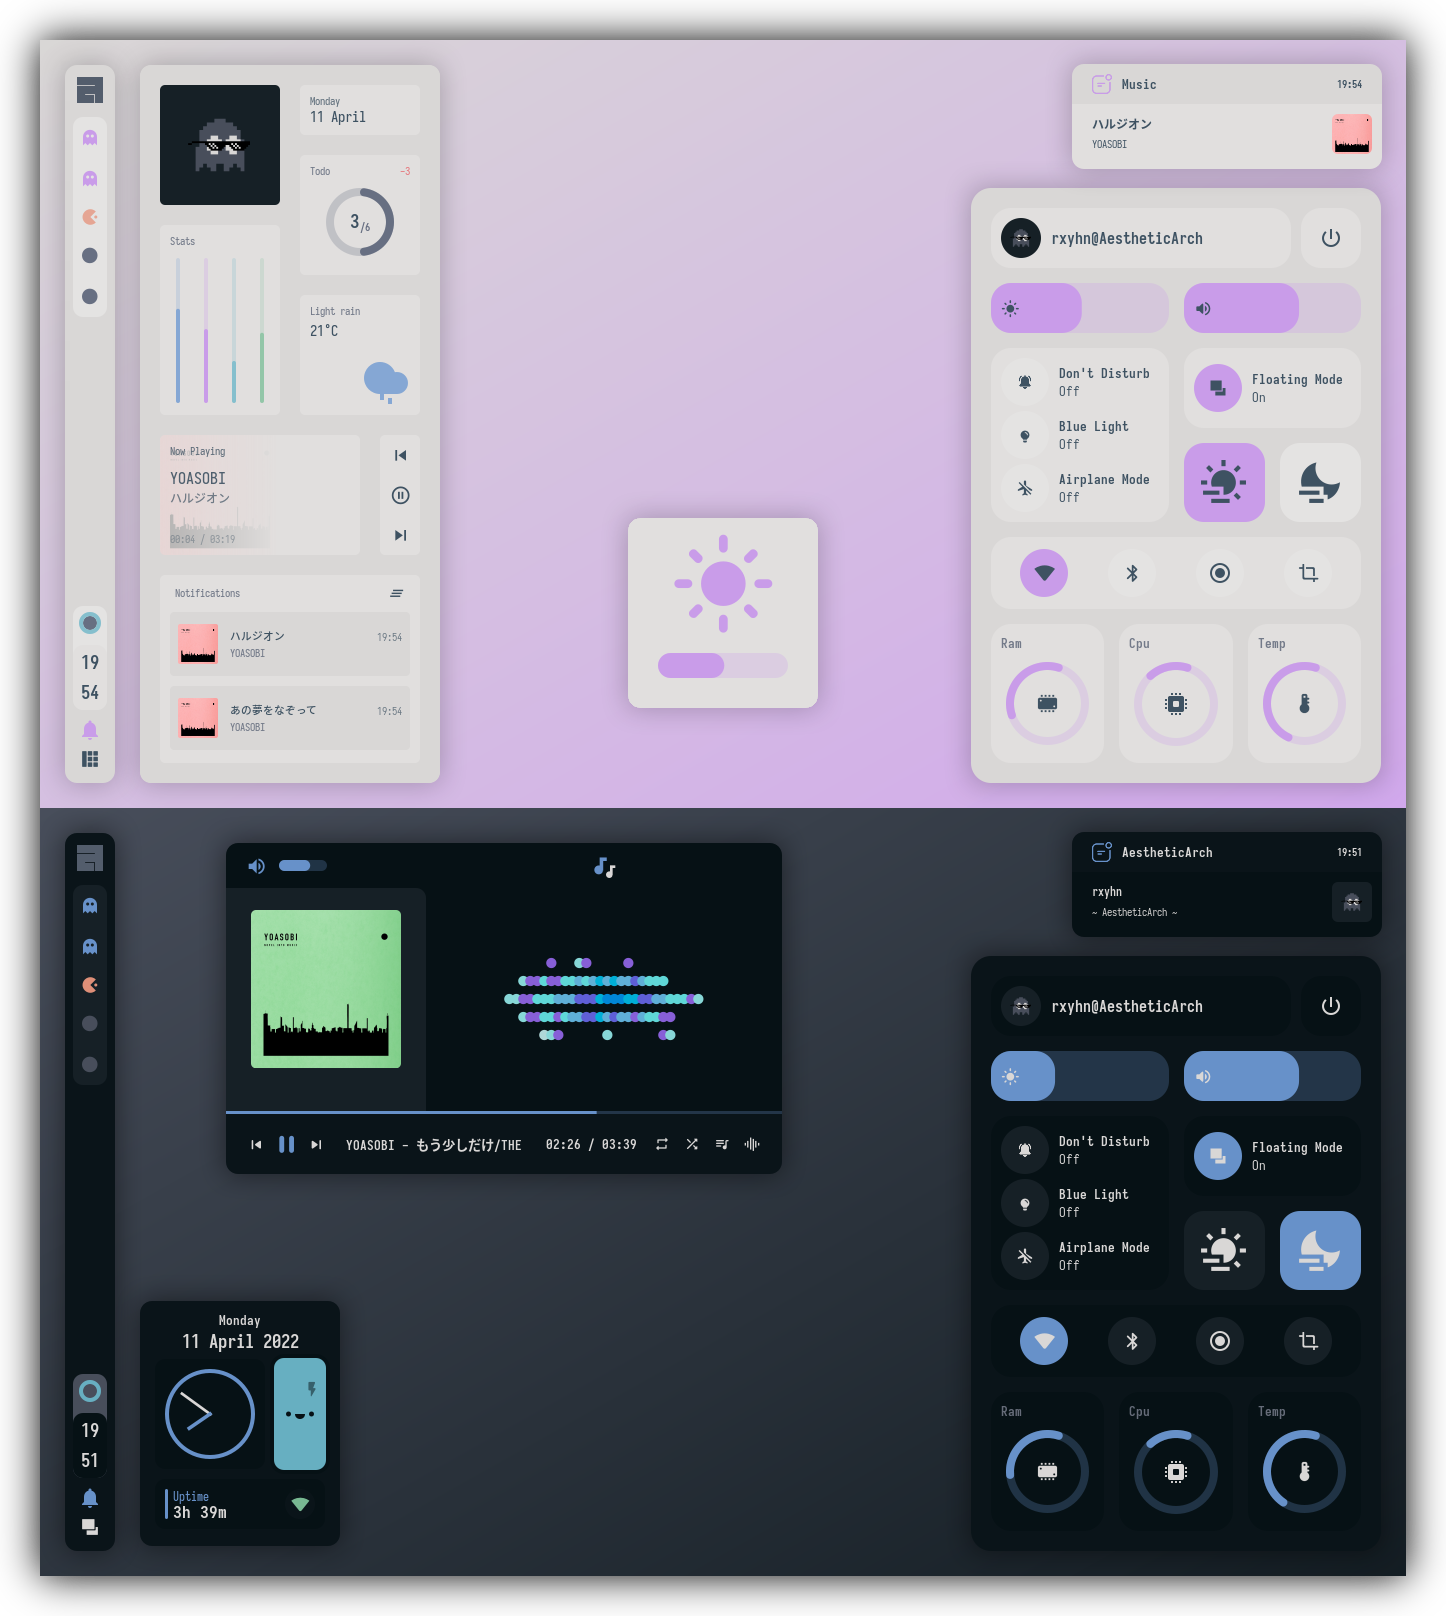 Monday
11 April
Todo
-3
3/6
Stats
Light rain
21°C
Now Playing
YOASOBI
ハルジオン
00:04 / 03:19
Notifications
ハルジオン
19:54
YOASOBI
あの夢をなぞって
19:54
YOASOBI
19
54
Music
19:54
ハルジオン
YOASOBI
rxyhn@AestheticArch
Don't Disturb
Off
Blue Light
Off
Airplane Mode
Off
Floating Mode
On
Ram
Cpu
Temp
YOASOBI
YOASOBI - もう少しだけ/THE
02:26 / 03:39
Monday
11 April 2022
Uptime
3h 39m
19
51
AestheticArch
19:51
rxyhn
~ AestheticArch ~
rxyhn@AestheticArch
Don't Disturb
Off
Blue Light
Off
Airplane Mode
Off
Floating Mode
On
Ram
Cpu
Temp